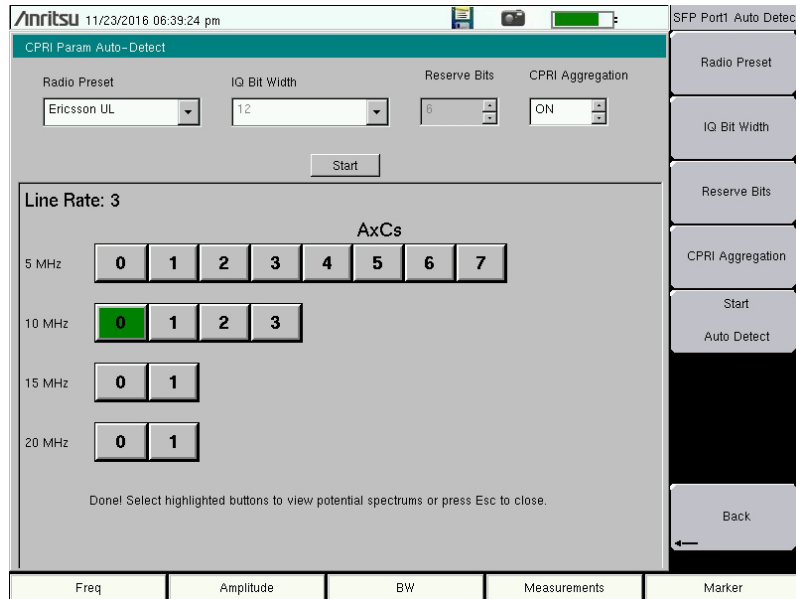 Anritsu 11/23/2016 06:39:24 pm
SFP Port1 Auto Detec
CPRI Param Auto-Detect
Radio Preset
IQ Bit Width
Reserve Bits
CPRI Aggregation
Ericsson UL
12
6
ON
Start
Line Rate: 3
AxCs
5 MHz 0 1 2 3 4 5 6 7
10 MHz 0 1 2 3
15 MHz 0 1
20 MHz 0 1
Done! Select highlighted buttons to view potential spectrums or press Esc to close.
Radio Preset
IQ Bit Width
Reserve Bits
CPRI Aggregation
Start
Auto Detect
Back
Freq
Amplitude
BW
Measurements
Marker